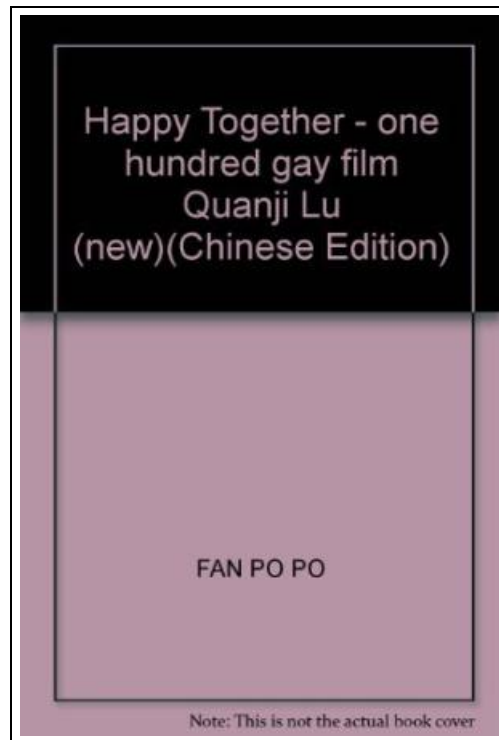 Happy Together - one
hundred gay film
Quanji Lu
(new)(Chinese Edition)
FAN PO PO
Note: This is not the actual book cover